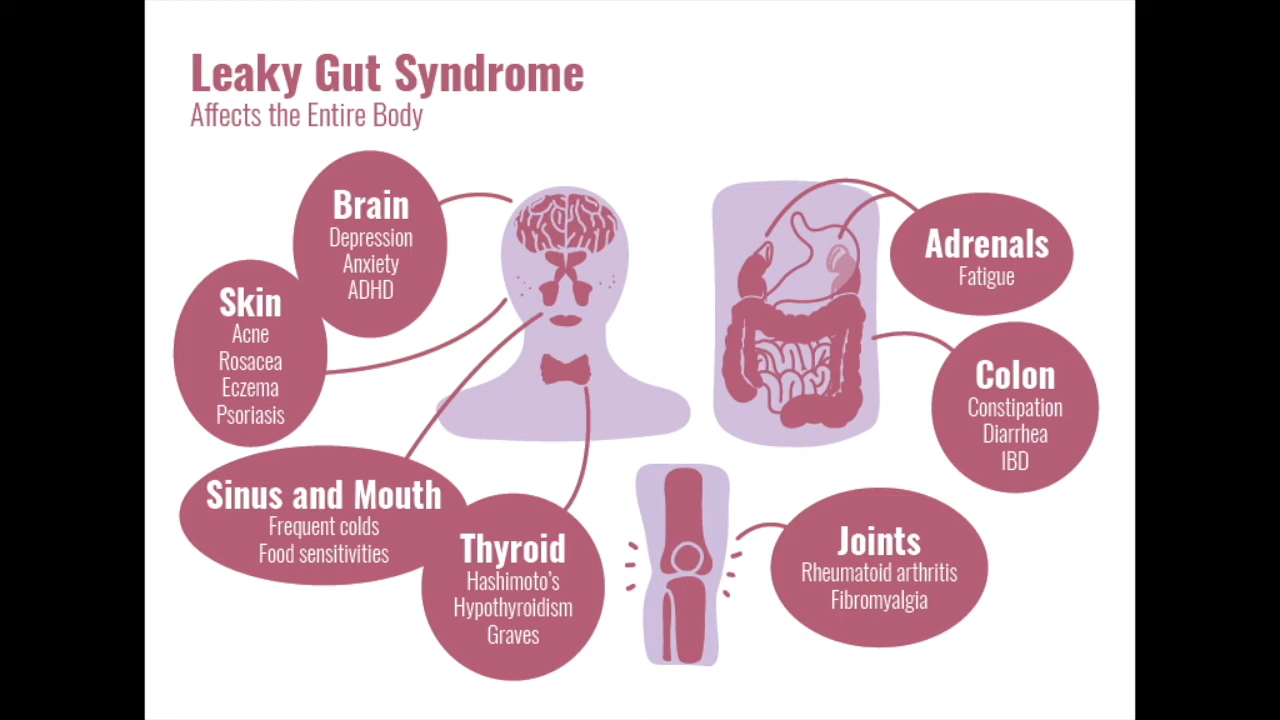 Leaky Gut Syndrome
Affects the Entire Body
Brain
Depression
Anxiety
ADHD
Skin
Acne
Rosacea
Eczema
Psoriasis
Sinus and Mouth
Frequent colds
Food sensitivities
Thyroid
Hashimoto's
Hypothyroidism
Graves
Adrenals
Fatigue
Colon
Constipation
Diarrhea
IBD
Joints
Rheumatoid arthritis
Fibromyalgia